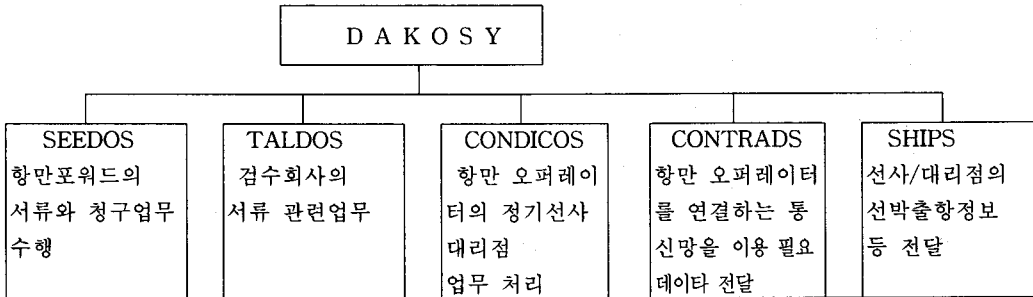 D A K O S Y
SEEDOS
항만포워드의
서류와 청구업무
수행
TALDOS
검수회사의
서류 관련업무
CONDICOS
항만 오퍼레이
터의 정기선사
대리점
업무 처리
CONTRADS
항만 오퍼레이터
를 연결하는 통
신망을 이용 필요
데이타 전달
SHIPS
선사/대리점의
선박출항정보
등 전달